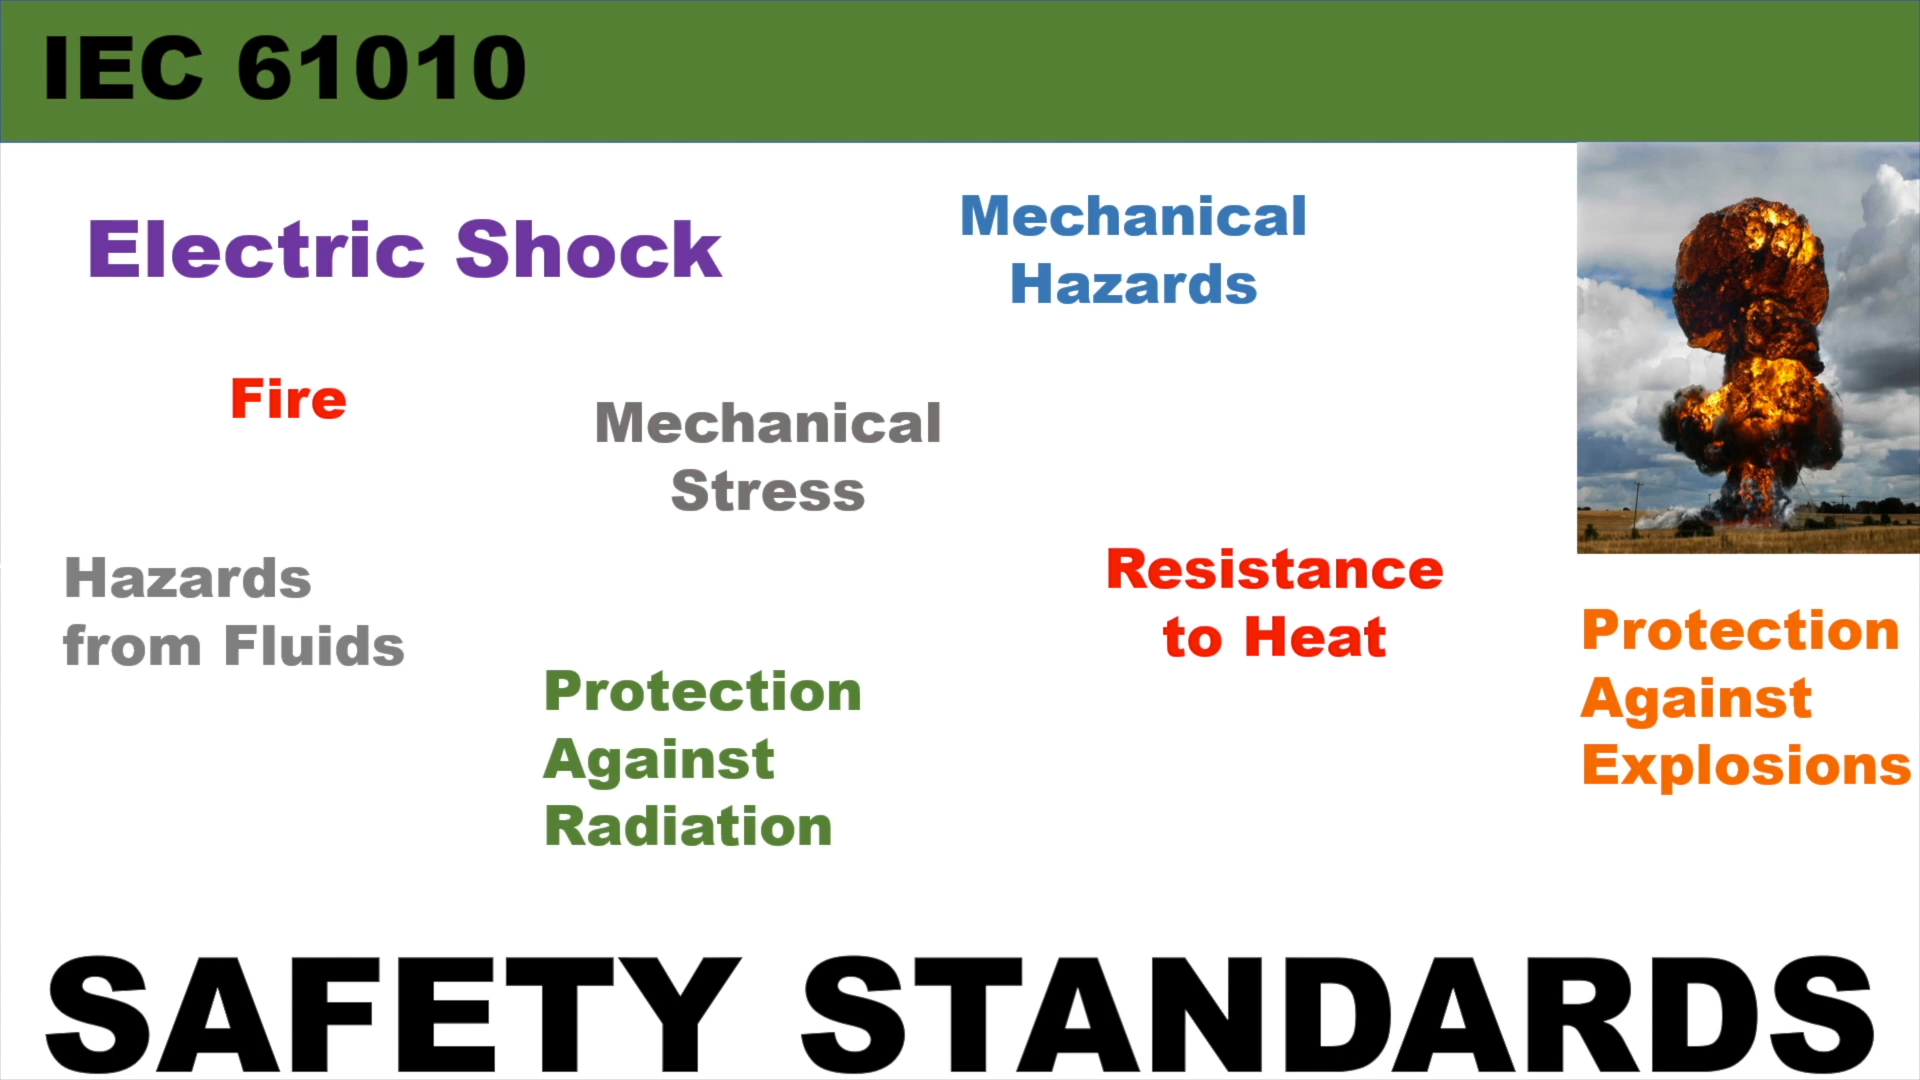 IEC 61010
Electric Shock
Mechanical
Hazards
Fire
Mechanical
Stress
Hazards
from Fluids
Resistance
to Heat
Protection
Against
Radiation
Protection
Against
Explosions
SAFETY STANDARDS